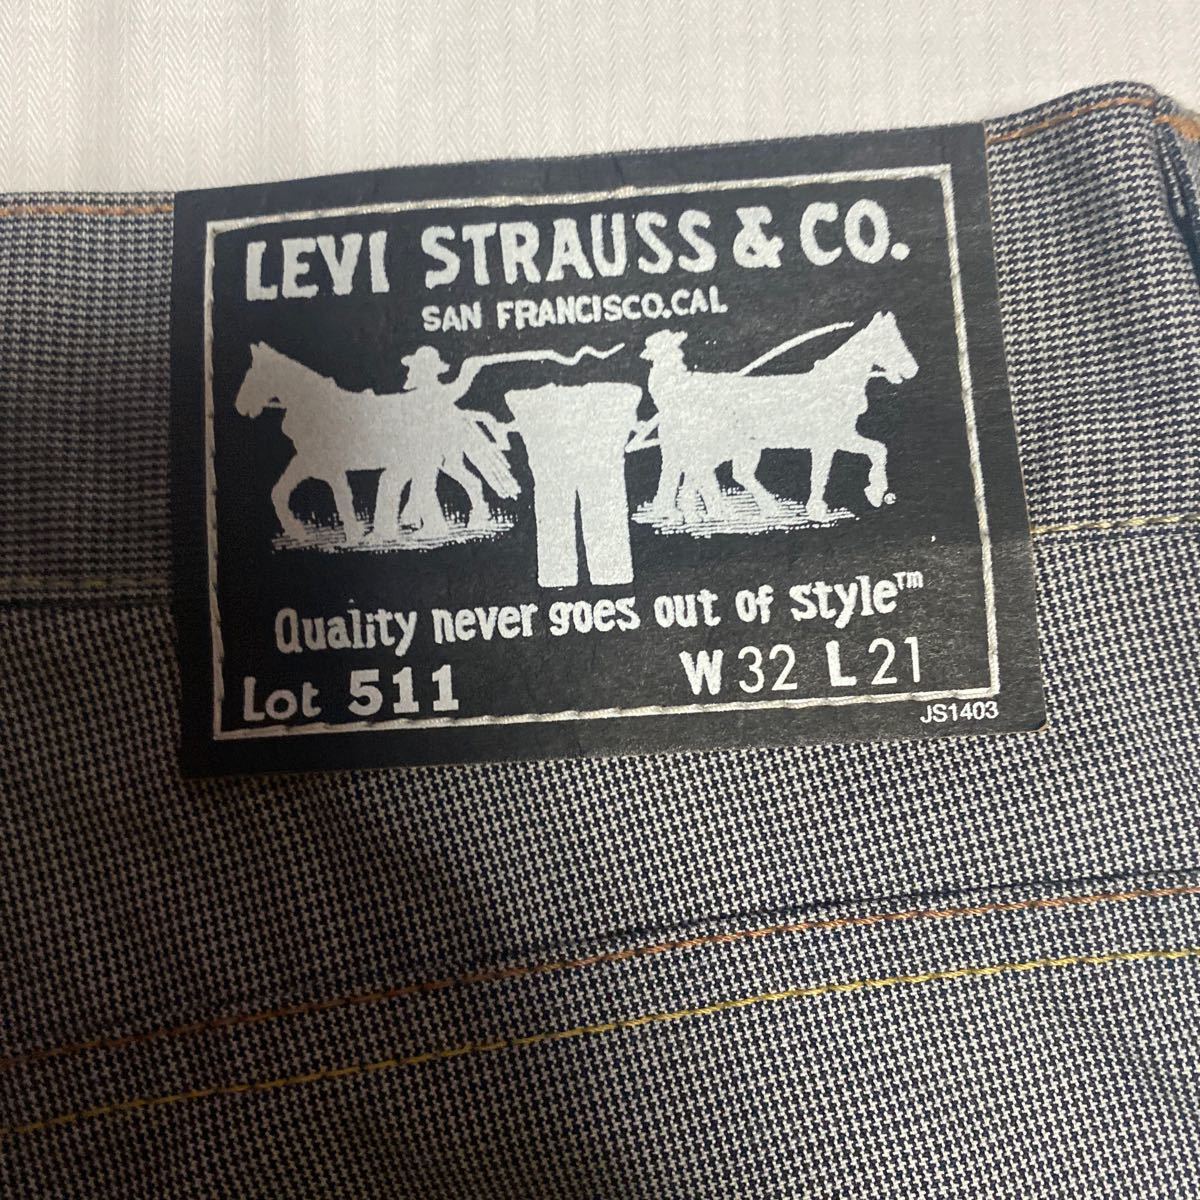 LEVI STRAUSS & CO.
SAN FRANCISCO, CAL
®
Quality never goes out of style™
Lot 511 W 32 L 21
JS1403